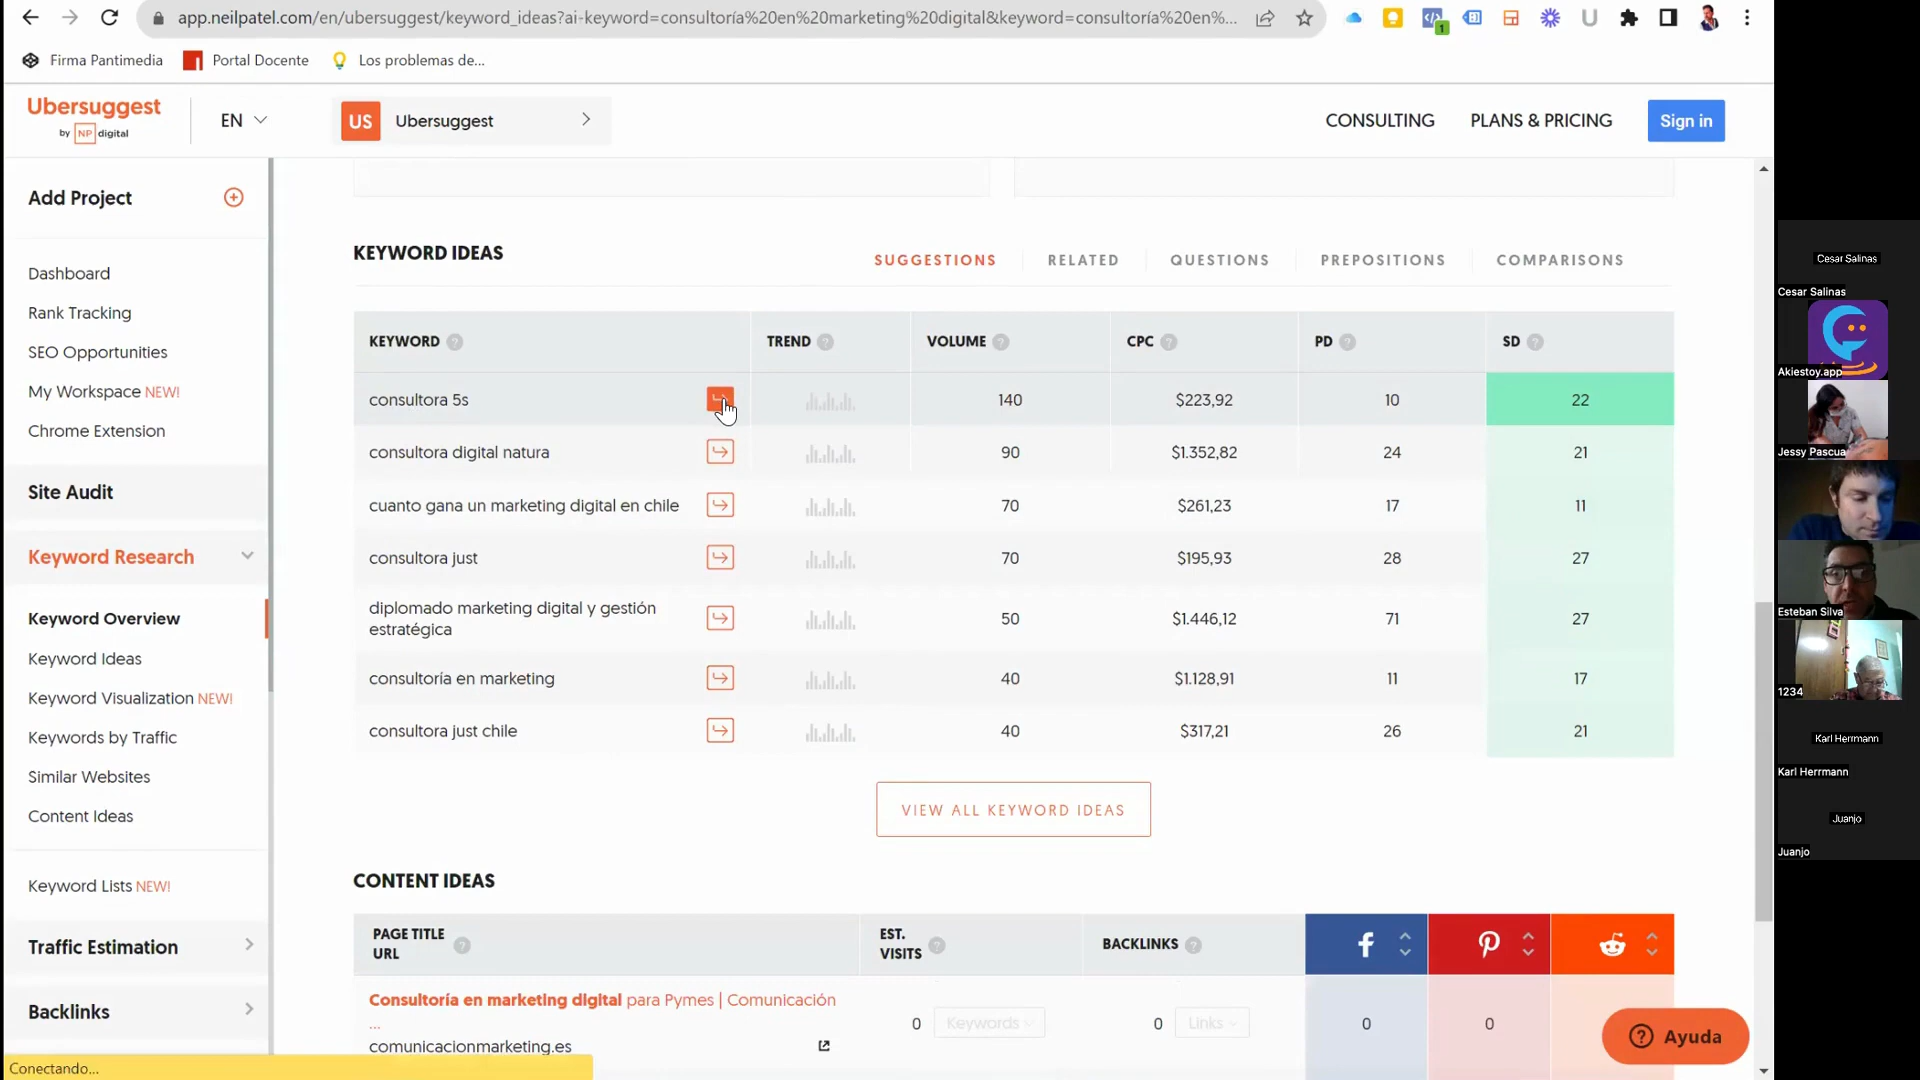 app.neilpatel.com/en/ubersuggest/keyword_ideas?ai-keyword=consultoría%20en%20marketing%20digital&keyword=consultoría%20en%...
1
Firma Pantimedia
Portal Docente
Los problemas de...
Ubersuggest
by NP digital
EN
US
Ubersuggest
CONSULTING
PLANS & PRICING
Sign in
Add Project
Dashboard
Rank Tracking
SEO Opportunities
My Workspace NEW!
Chrome Extension
Site Audit
Keyword Research
Keyword Overview
Keyword Ideas
Keyword Visualization NEW!
Keywords by Traffic
Similar Websites
Content Ideas
Keyword Lists NEW!
Traffic Estimation
Backlinks
Conectando...
KEYWORD IDEAS
SUGGESTIONS
RELATED
QUESTIONS
PREPOSITIONS
COMPARISONS
KEYWORD ? TREND ? VOLUME ? CPC ? PD ? SD ?
consultora 5s 140 $223,92 10 22
consultora digital natura 90 $1.352,82 24 21
cuanto gana un marketing digital en chile 70 $261,23 17 11
consultora just 70 $195,93 28 27
diplomado marketing digital y gestión
estratégica 50 $1.446,12 71 27
consultoría en marketing 40 $1.128,91 11 17
consultora just chile 40 $317,21 26 21
VIEW ALL KEYWORD IDEAS
CONTENT IDEAS
PAGE TITLE
URL ?
EST.
VISITS ?
BACKLINKS ?
f
Consultoría en marketing digital para Pymes | Comunicación
...
comunicacionmarketing.es
0 Keywords 0 Links 0 0
? Ayuda
Cesar Salinas
Cesar Salinas
Akiestoy.app
Jessy Pascua
Esteban Silva
1234
Karl Herrmann
Karl Herrmann
Juanjo
Juanjo